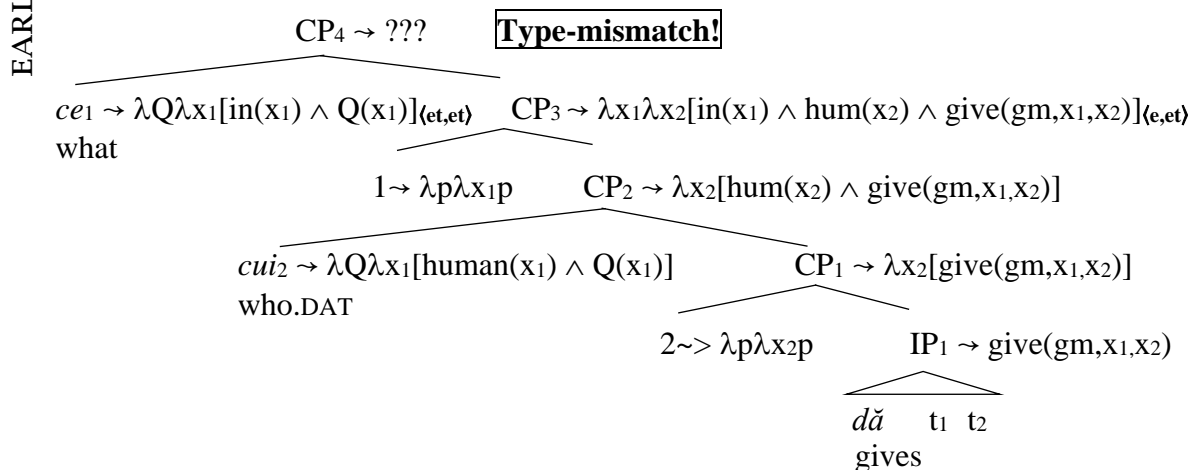 EARL
CP4 → ??? Type-mismatch!
ce1 → λQλx1[in(x1) ∧ Q(x1)]⟨et,et⟩ CP3 → λx1λx2[in(x1) ∧ hum(x2) ∧ give(gm,x1,x2)]⟨e,et⟩
what
1→ λpλx1p CP2 → λx2[hum(x2) ∧ give(gm,x1,x2)]
cui2 → λQλx1[human(x1) ∧ Q(x1)] CP1 → λx2[give(gm,x1,x2)]
who.DAT
2~> λpλx2p IP1 → give(gm,x1,x2)
dă t1 t2
gives